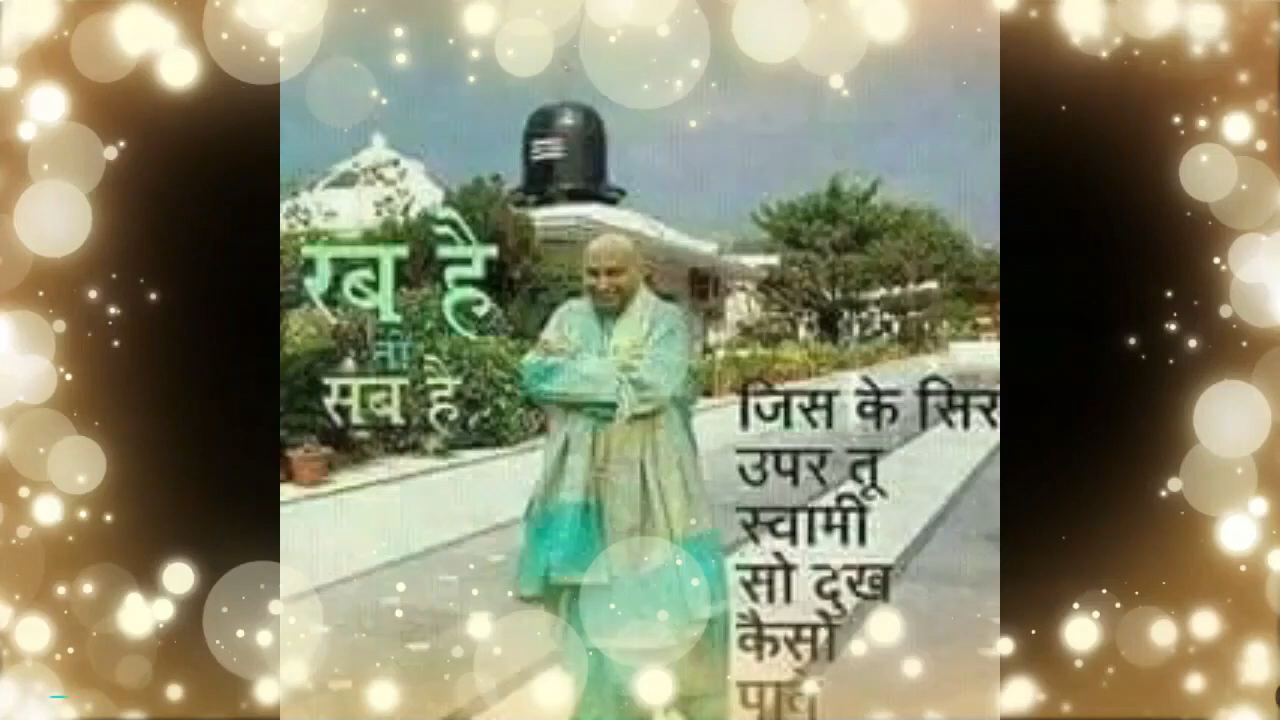 रब है
तो
सब है
जिस के सिर
उपर तू
स्वामी
सो दुख
कैसो
पावे